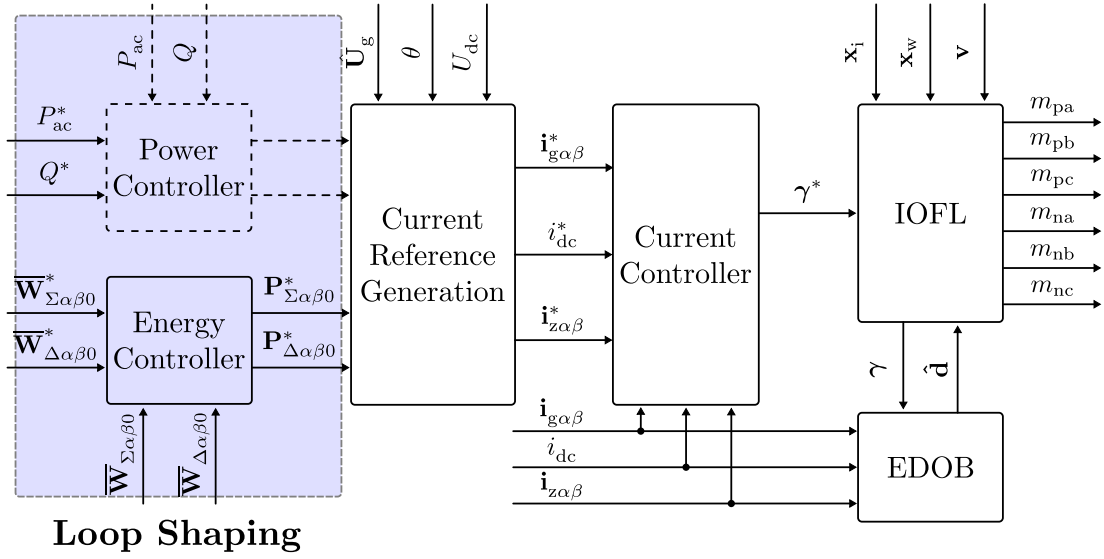 P_ac
Q
Û_g
θ
U_dc
x_i
x_w
v
P*_ac
Q*
Power
Controller
W̅*_Σαβ0
W̅*_Δαβ0
Energy
Controller
P*_Σαβ0
P*_Δαβ0
W̅_Σαβ0
W̅_Δαβ0
Loop Shaping
Current
Reference
Generation
i*_gαβ
i*_dc
i*_zαβ
Current
Controller
γ*
IOFL
m_pa
m_pb
m_pc
m_na
m_nb
m_nc
γ
d̂
i_gαβ
i_dc
i_zαβ
EDOB